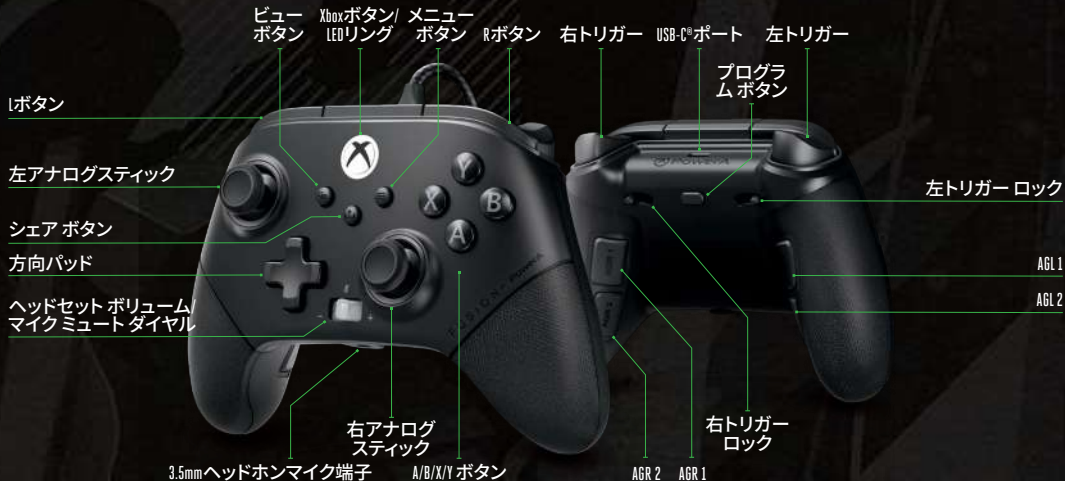 ビュー
ボタン
Xboxボタン/
LEDリング
メニュー
ボタン
Rボタン
右トリガー
USB-C®ポート
左トリガー
プログラ
ム ボタン
Lボタン
左アナログスティック
シェア ボタン
方向パッド
ヘッドセット ボリューム/
マイク ミュート ダイヤル
左トリガー ロック
AGL 1
AGL 2
Y
X
B
A
FUSION PowerA
POWERA
- +
右アナログ
スティック
右トリガー
ロック
3.5mmヘッドホンマイク端子
A/B/X/Y ボタン
AGR 2
AGR 1